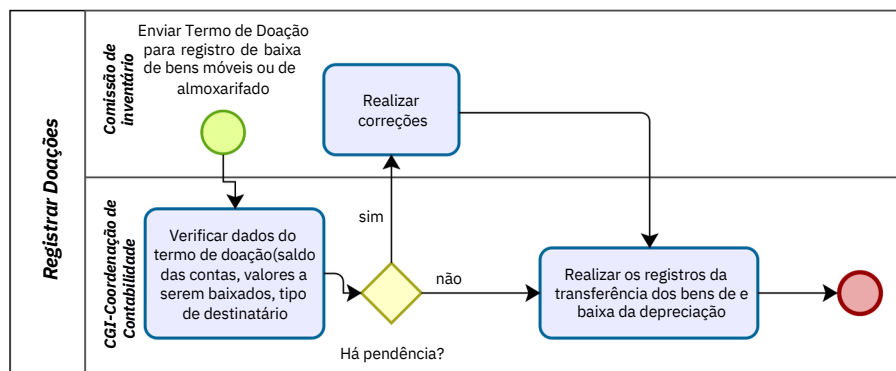 Registrar Doações
Comissão de
inventário
Enviar Termo de Doação
para registro de baixa
de bens móveis ou de
almoxarifado
Realizar
correções
CGI-Coordenação de
Contabilidade
Verificar dados do
termo de doação(saldo
das contas, valores a
serem baixados, tipo
de destinatário
sim
não
Há pendência?
Realizar os registros da
transferência dos bens de e
baixa da depreciação